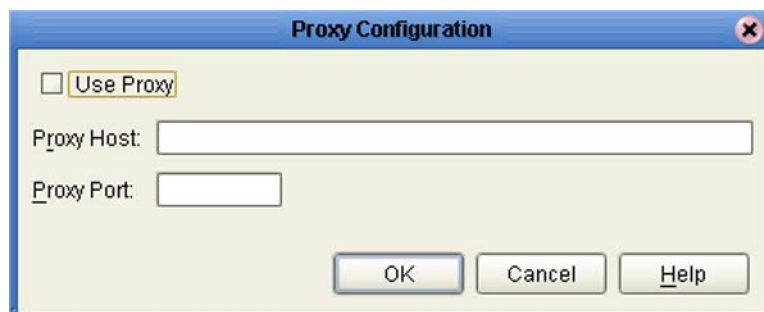 Proxy Configuration
Use Proxy
Proxy Host:
Proxy Port:
OK Cancel Help